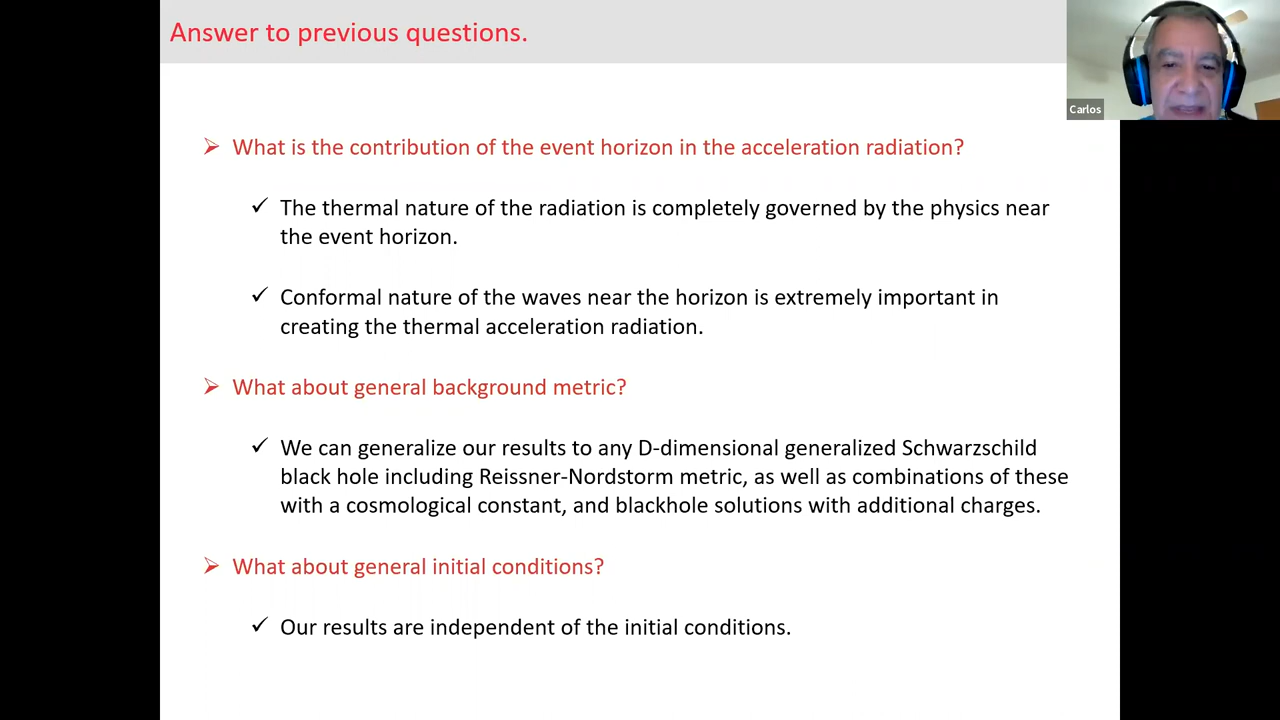 Answer to previous questions.
Carlos
What is the contribution of the event horizon in the acceleration radiation?
The thermal nature of the radiation is completely governed by the physics near
the event horizon.
Conformal nature of the waves near the horizon is extremely important in
creating the thermal acceleration radiation.
What about general background metric?
We can generalize our results to any D-dimensional generalized Schwarzschild
black hole including Reissner-Nordstorm metric, as well as combinations of these
with a cosmological constant, and blackhole solutions with additional charges.
What about general initial conditions?
Our results are independent of the initial conditions.